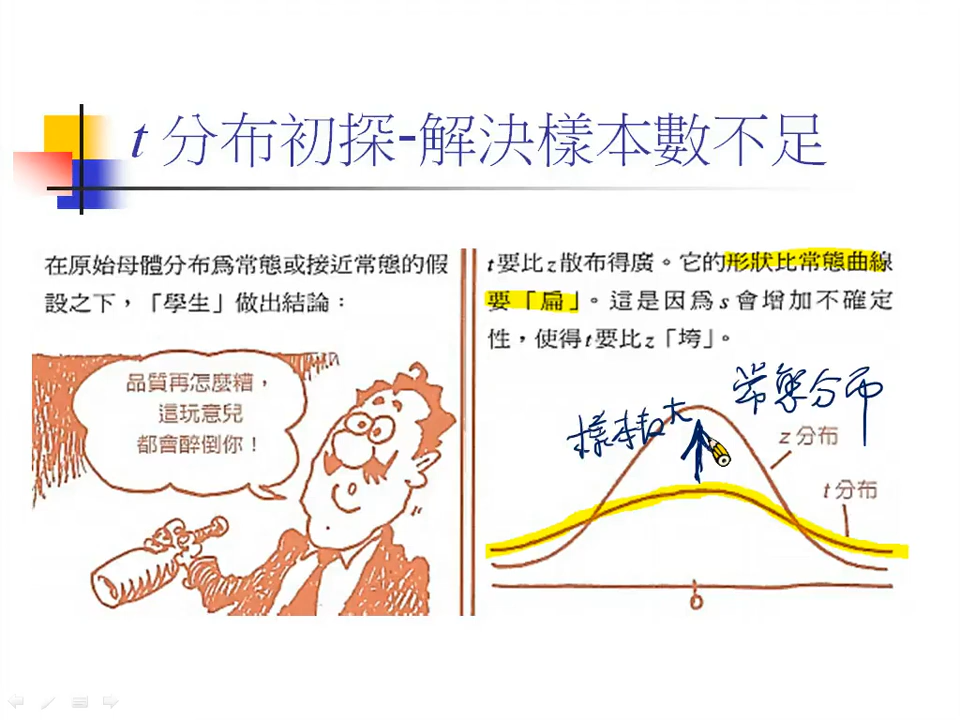 t 分布初探-解決樣本數不足
在原始母體分布爲常態或接近常態的假
設之下，「學生」做出結論：
品質再怎麼糟，
這玩意兒
都會醉倒你！
t要比z散布得廣。它的形狀比常態曲線
要「扁」。這是因爲s會增加不確定
性，使得t要比z「垮」。
常態分布
樣本大
z 分布
t 分布
0